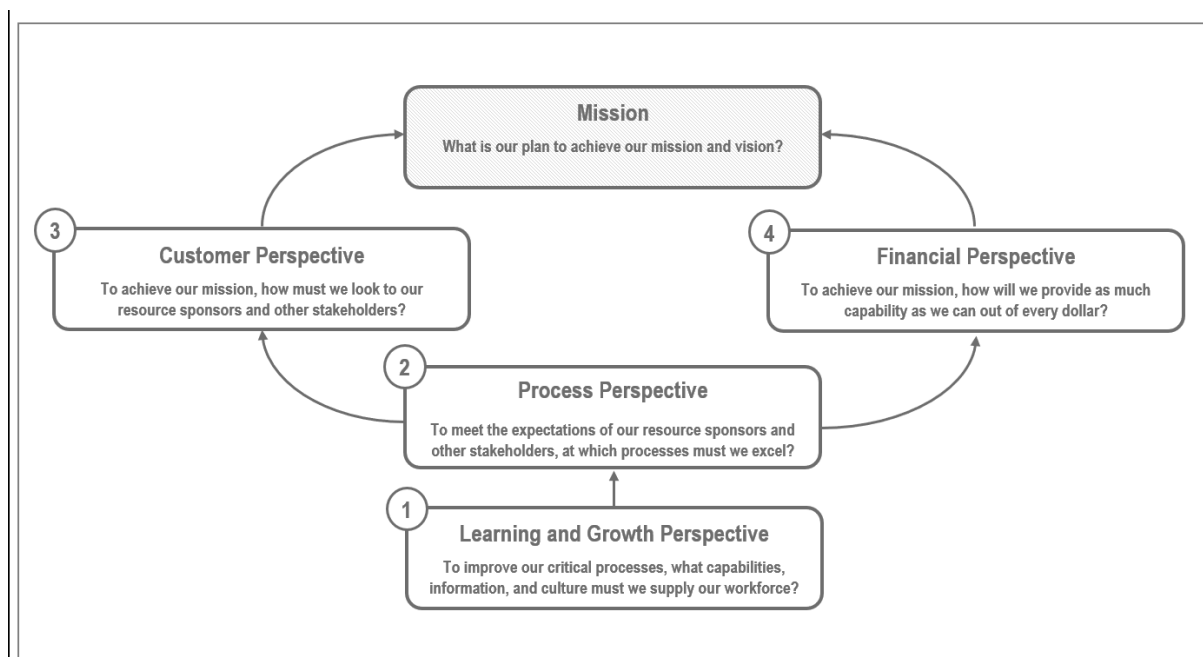 Mission
What is our plan to achieve our mission and vision?
3
Customer Perspective
To achieve our mission, how must we look to our
resource sponsors and other stakeholders?
4
Financial Perspective
To achieve our mission, how will we provide as much
capability as we can out of every dollar?
2
Process Perspective
To meet the expectations of our resource sponsors and
other stakeholders, at which processes must we excel?
1
Learning and Growth Perspective
To improve our critical processes, what capabilities,
information, and culture must we supply our workforce?